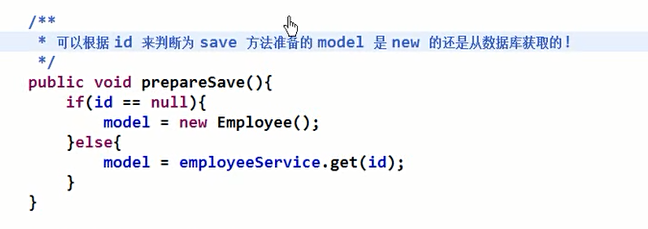 /**
 * 可以根据 id 来判断为 save 方法准备的 model 是 new 的还是从数据库获取的!
 */
public void prepareSave(){
    if(id == null){
        model = new Employee();
    }else{
        model = employeeService.get(id);
    }
}